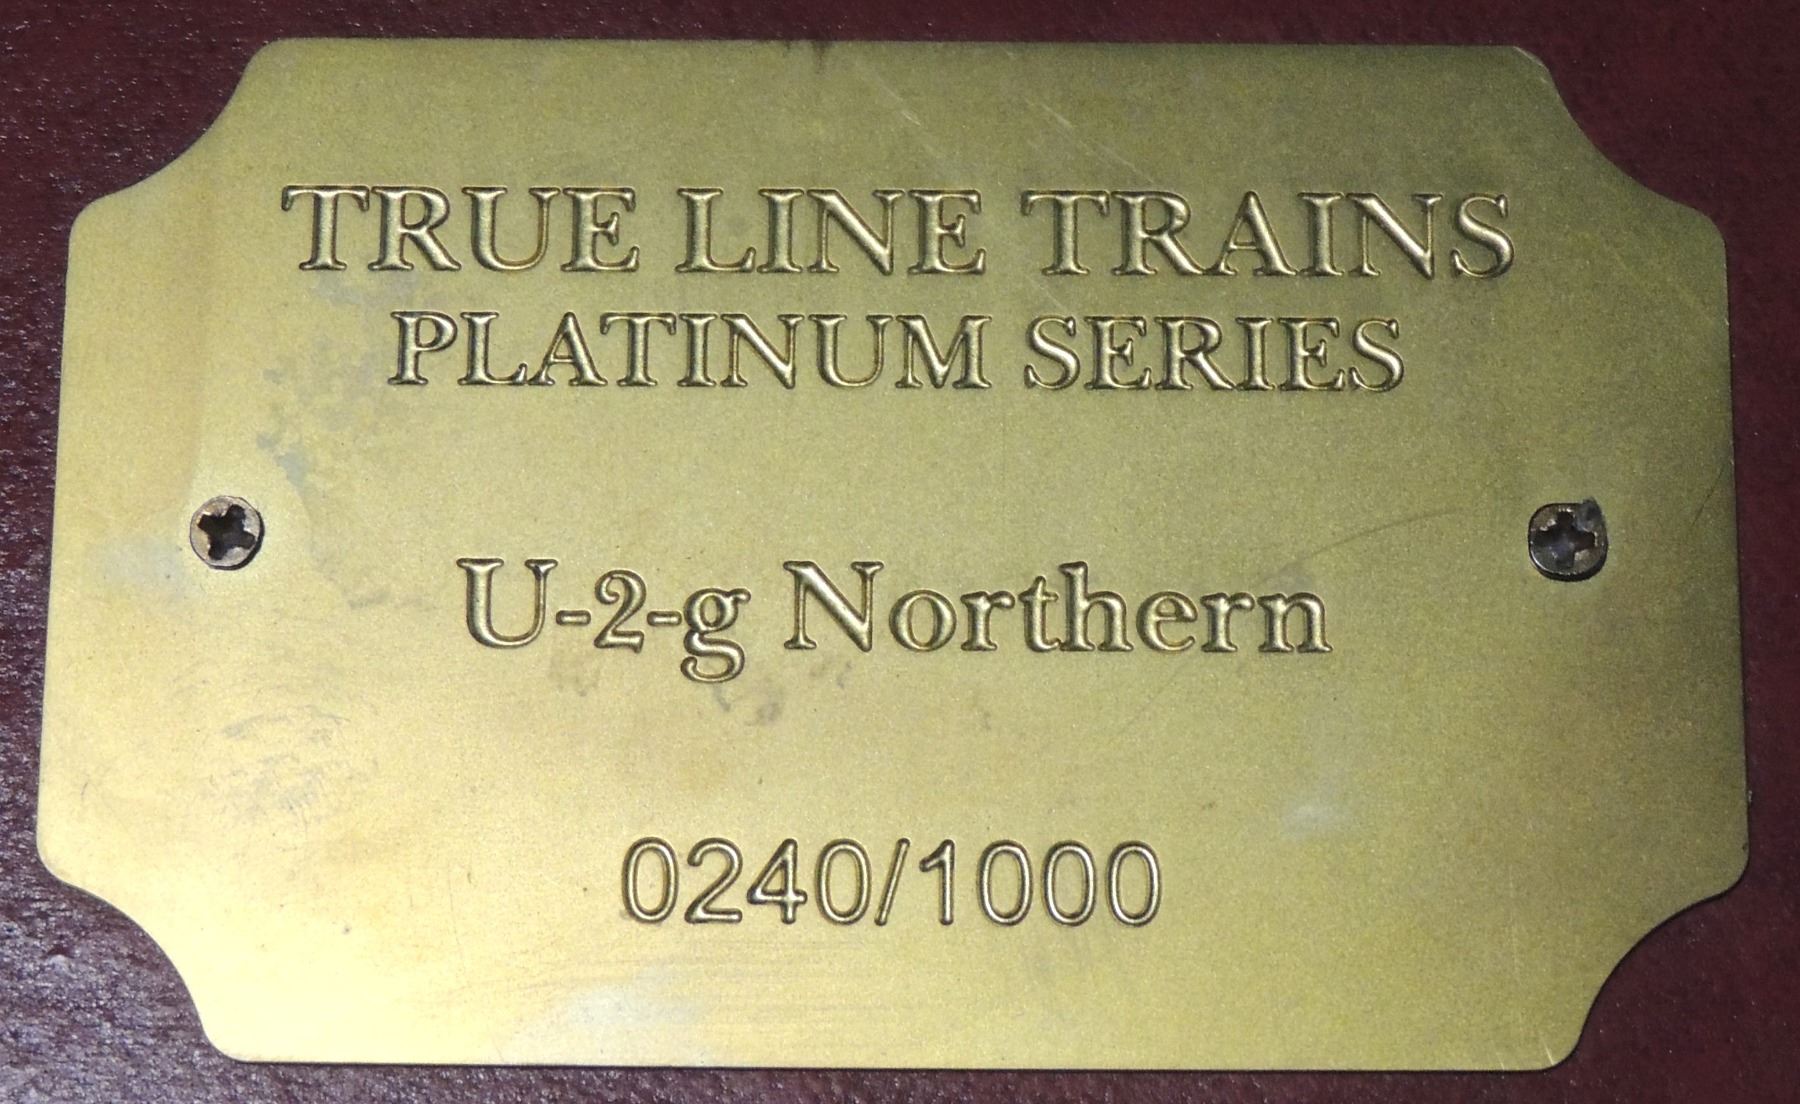 TRUE LINE TRAINS
PLATINUM SERIES
U-2-g Northern
0240/1000